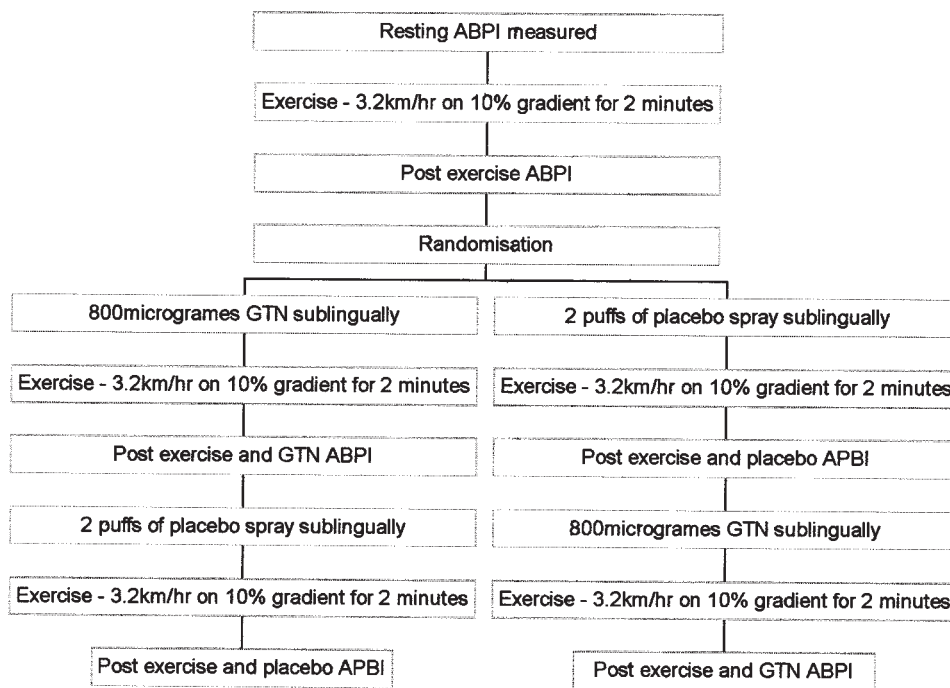 Resting ABPI measured
Exercise - 3.2km/hr on 10% gradient for 2 minutes
Post exercise ABPI
Randomisation
800microgrames GTN sublingually
Exercise - 3.2km/hr on 10% gradient for 2 minutes
Post exercise and GTN ABPI
2 puffs of placebo spray sublingually
Exercise - 3.2km/hr on 10% gradient for 2 minutes
Post exercise and placebo APBI
2 puffs of placebo spray sublingually
Exercise - 3.2km/hr on 10% gradient for 2 minutes
Post exercise and placebo APBI
800microgrames GTN sublingually
Exercise - 3.2km/hr on 10% gradient for 2 minutes
Post exercise and GTN ABPI